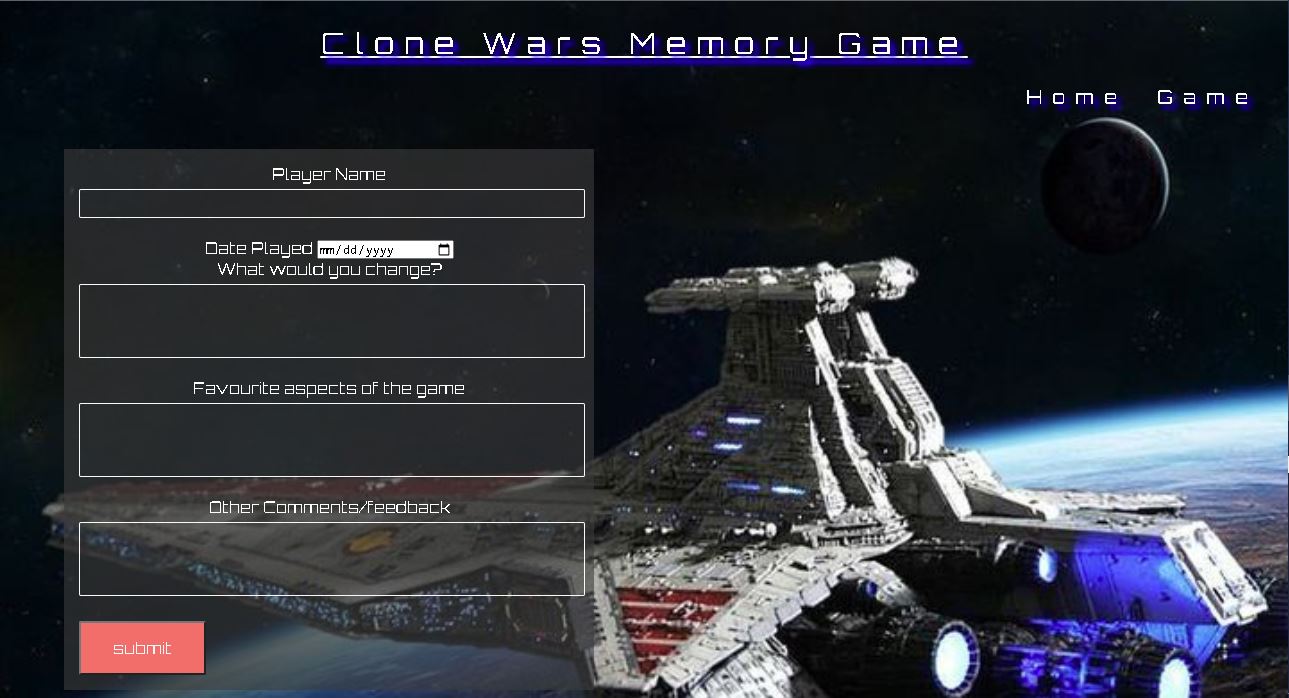 Clone Wars Memory Game
Home Game
Player Name
Date Played mm/dd/yyyy
What would you change?
Favourite aspects of the game
Other Comments/feedback
submit